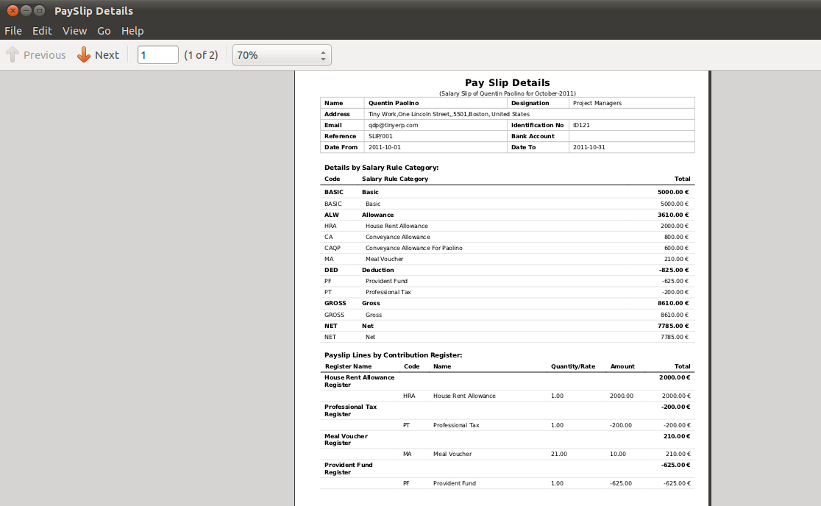 PaySlip Details
File Edit View Go Help
Previous Next 1 (1 of 2) 70%
Pay Slip Details
(Salary Slip of Quentin Paolino for October-2011)
Name Quentin Paolino Designation Project Managers
Address Tiny Work,One Lincoln Street,,5501,Boston, United States
Email qdp@tinyerp.com Identification No ID121
Reference SLIP/001 Bank Account
Date From 2011-10-01 Date To 2011-10-31
Details by Salary Rule Category:
Code Salary Rule Category Total
BASIC Basic 5000.00 €
BASIC Basic 5000.00 €
ALW Allowance 3610.00 €
HRA House Rent Allowance 2000.00 €
CA Conveyance Allowance 800.00 €
CAQP Conveyance Allowance For Paolino 600.00 €
MA Meal Voucher 210.00 €
DED Deduction -825.00 €
PF Provident Fund -625.00 €
PT Professional Tax -200.00 €
GROSS Gross 8610.00 €
GROSS Gross 8610.00 €
NET Net 7785.00 €
NET Net 7785.00 €
Payslip Lines by Contribution Register:
Register Name Code Name Quantity/Rate Amount Total
House Rent Allowance 2000.00 €
Register
HRA House Rent Allowance 1.00 2000.00 2000.00 €
Professional Tax -200.00 €
Register
PT Professional Tax 1.00 -200.00 -200.00 €
Meal Voucher 210.00 €
Register
MA Meal Voucher 21.00 10.00 210.00 €
Provident Fund -625.00 €
Register
PF Provident Fund 1.00 -625.00 -625.00 €